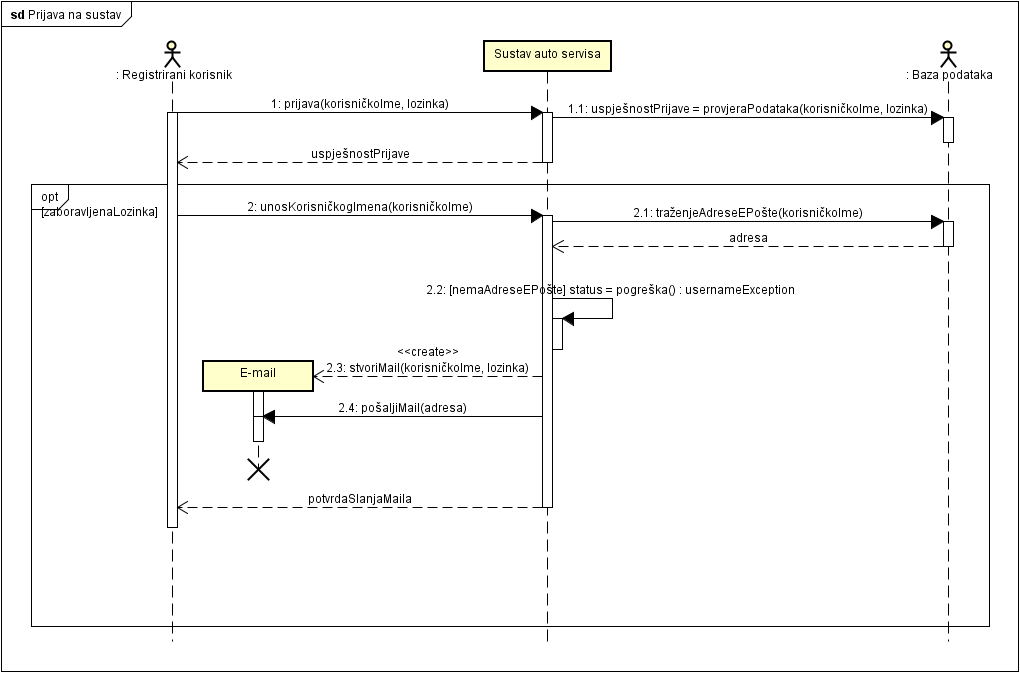 sd Prijava na sustav
: Registrirani korisnik
Sustav auto servisa
: Baza podataka
1: prijava(korisničkoIme, lozinka)
1.1: uspješnostPrijave = provjeraPodataka(korisničkoIme, lozinka)
uspješnostPrijave
opt
[zaboravljenaLozinka]
2: unosKorisničkogImena(korisničkoIme)
2.1: traženjeAdreseEPošte(korisničkoIme)
adresa
2.2: [nemaAdreseEPošte] status = pogreška() : usernameException
<<create>>
2.3: stvoriMail(korisničkoIme, lozinka)
E-mail
2.4: pošaljiMail(adresa)
potvrdaSlanjaMaila